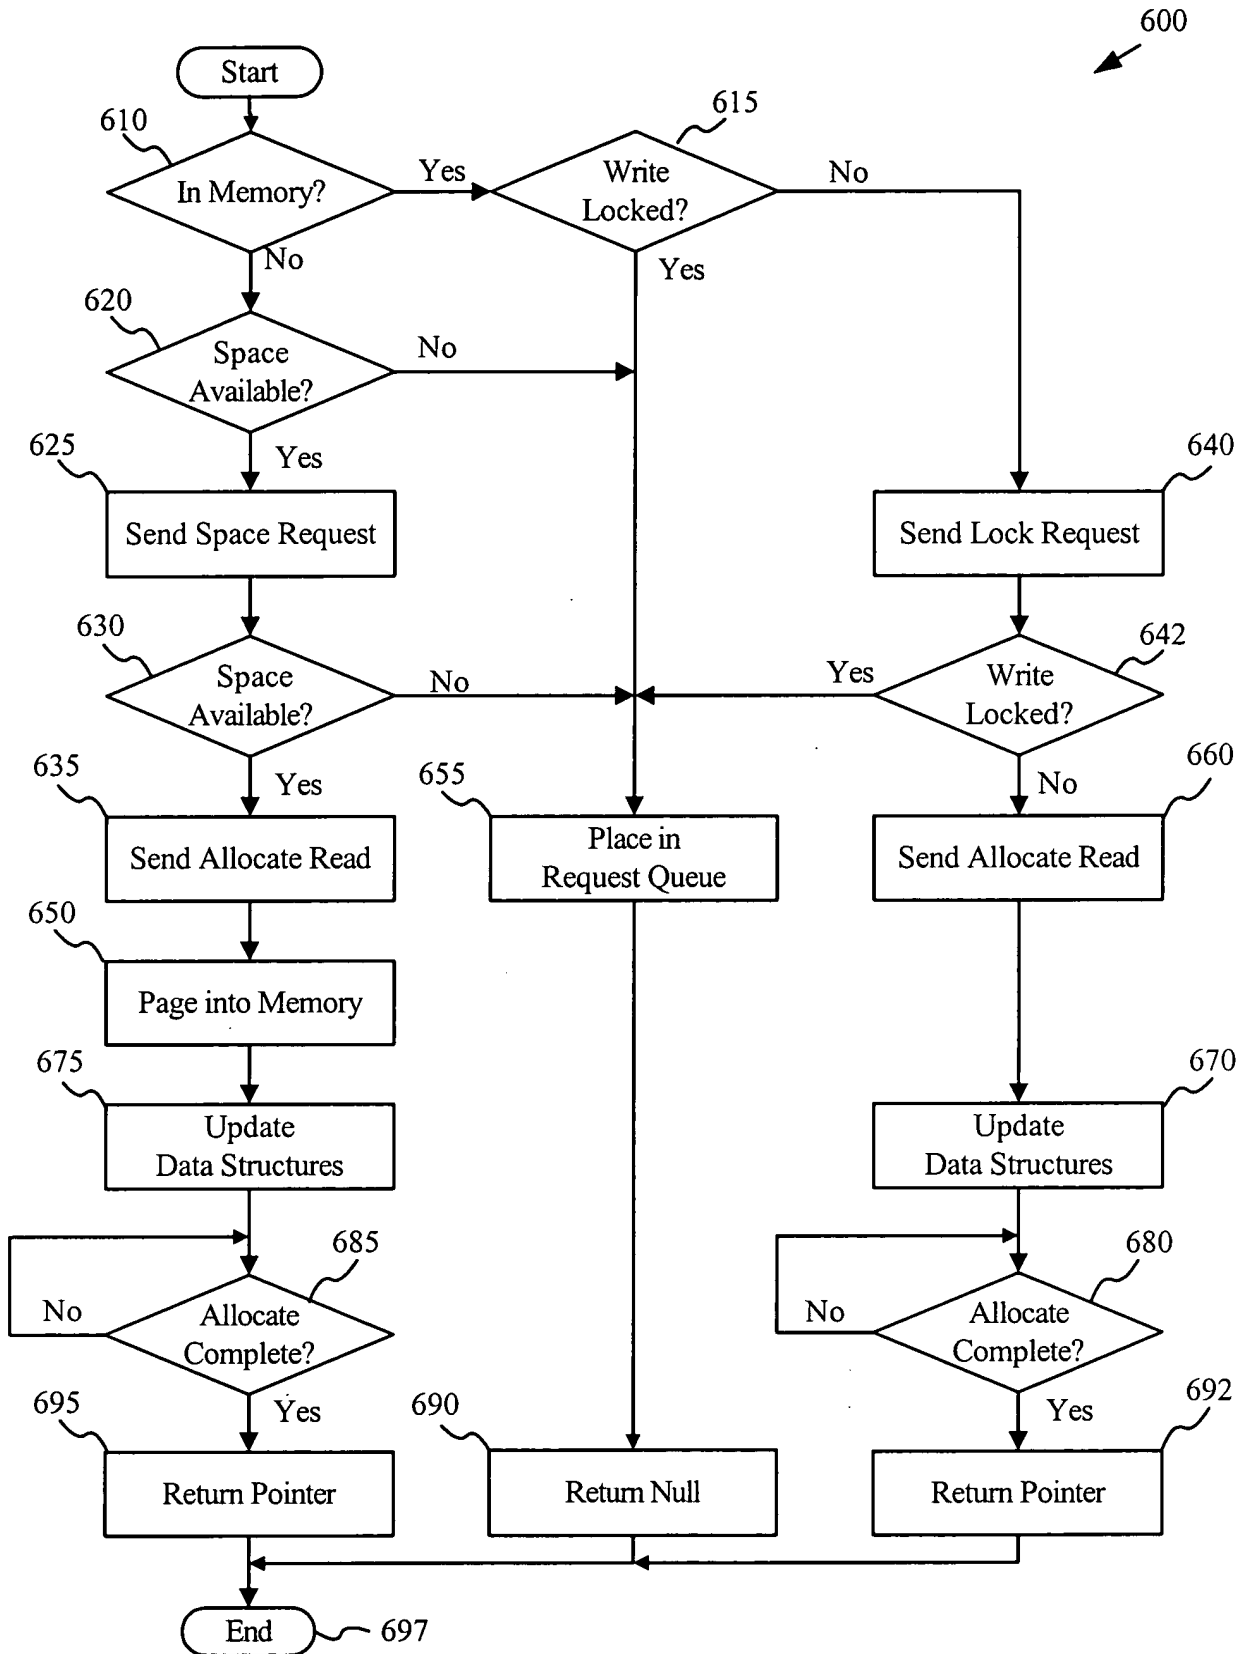 600
Start
610
615
In Memory?
Yes
Write
Locked?
No
No
Yes
620
Space
Available?
No
Yes
625
640
Send Space Request
Send Lock Request
630
642
Space
Available?
No
Yes
Write
Locked?
Yes
No
635
655
660
Send Allocate Read
Place in
Request Queue
Send Allocate Read
650
Page into Memory
675
670
Update
Data Structures
Update
Data Structures
685
680
No
Allocate
Complete?
No
Allocate
Complete?
Yes
Yes
695
690
692
Return Pointer
Return Null
Return Pointer
End
697